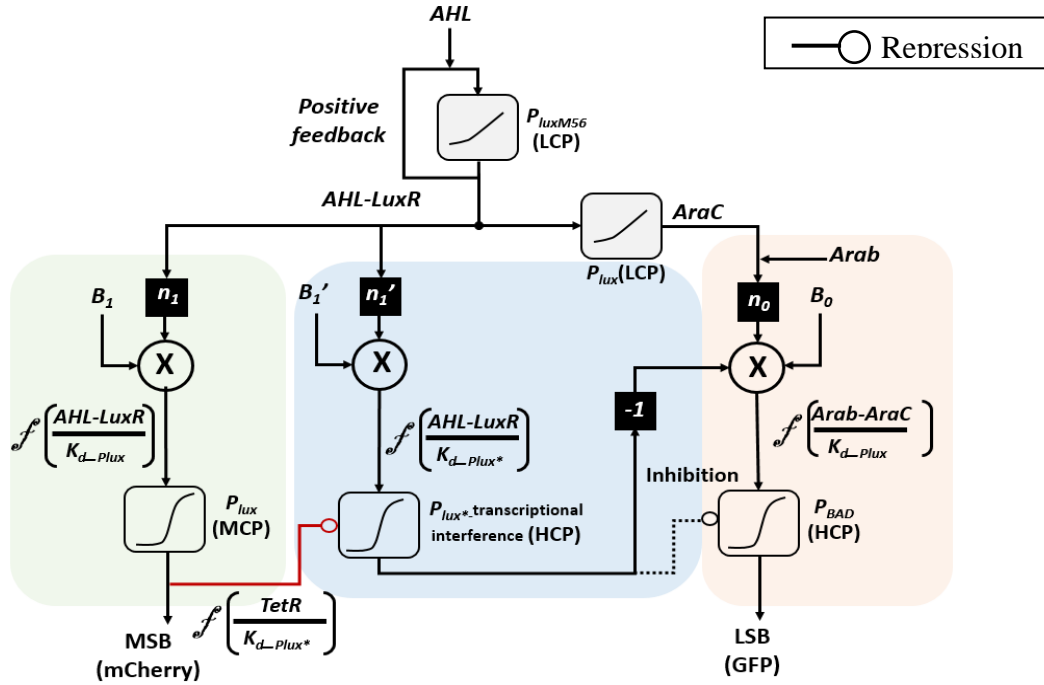 AHL
Repression
Positive
feedback
P_luxM56
(LCP)
AHL-LuxR
AraC
P_lux(LCP)
Arab
B_1
n_1
B_1'
n_1'
n_0
B_0
X
X
X
-1
f(AHL-LuxR
K_d_Plux)
f(AHL-LuxR
K_d_Plux*)
f(Arab-AraC
K_d_Plux)
Inhibition
P_lux
(MCP)
P_lux*-transcriptional
interference (HCP)
P_BAD
(HCP)
f(TetR
K_d_Plux*)
MSB
(mCherry)
LSB
(GFP)